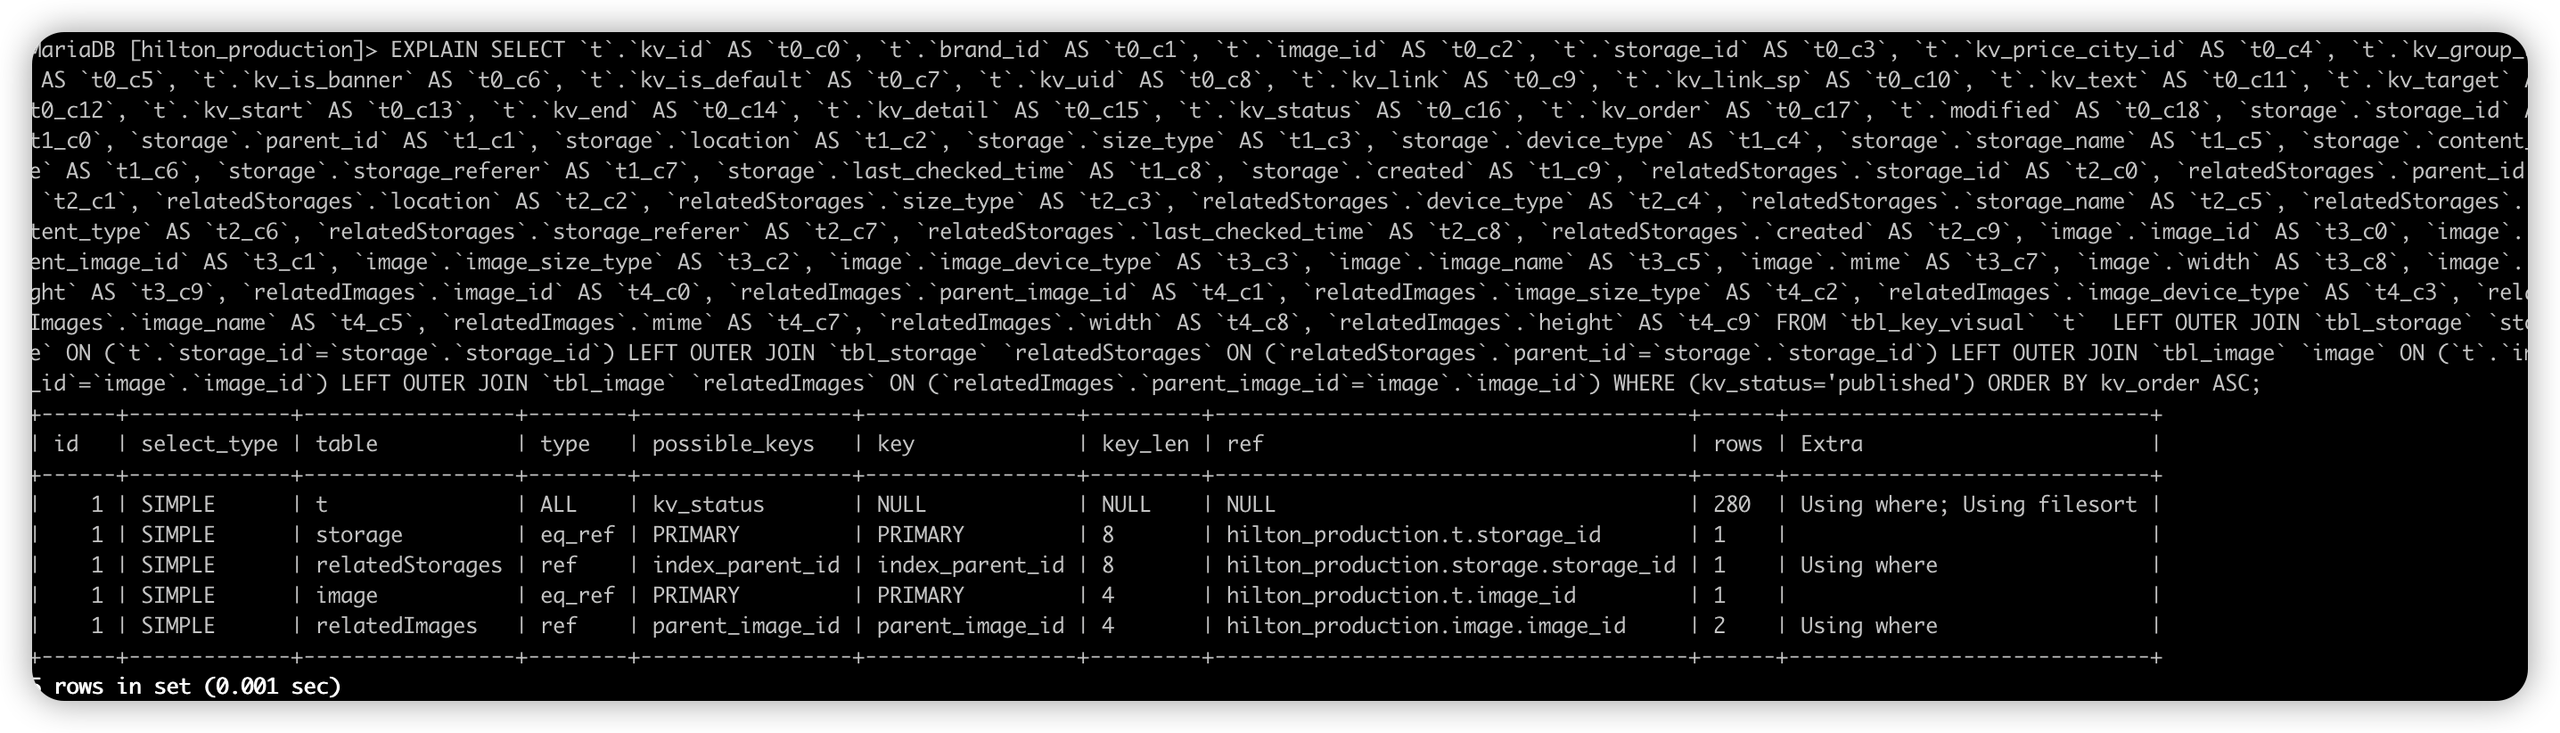 MariaDB [hilton_production]> EXPLAIN SELECT `t`.`kv_id` AS `t0_c0`, `t`.`brand_id` AS `t0_c1`, `t`.`image_id` AS `t0_c2`, `t`.`storage_id` AS `t0_c3`, `t`.`kv_price_city_id` AS `t0_c4`, `t`.`kv_group_
AS `t0_c5`, `t`.`kv_is_banner` AS `t0_c6`, `t`.`kv_is_default` AS `t0_c7`, `t`.`kv_uid` AS `t0_c8`, `t`.`kv_link` AS `t0_c9`, `t`.`kv_link_sp` AS `t0_c10`, `t`.`kv_text` AS `t0_c11`, `t`.`kv_target` A
t0_c12`, `t`.`kv_start` AS `t0_c13`, `t`.`kv_end` AS `t0_c14`, `t`.`kv_detail` AS `t0_c15`, `t`.`kv_status` AS `t0_c16`, `t`.`kv_order` AS `t0_c17`, `t`.`modified` AS `t0_c18`, `storage`.`storage_id` A
t1_c0`, `storage`.`parent_id` AS `t1_c1`, `storage`.`location` AS `t1_c2`, `storage`.`size_type` AS `t1_c3`, `storage`.`device_type` AS `t1_c4`, `storage`.`storage_name` AS `t1_c5`, `storage`.`content_
e` AS `t1_c6`, `storage`.`storage_referer` AS `t1_c7`, `storage`.`last_checked_time` AS `t1_c8`, `storage`.`created` AS `t1_c9`, `relatedStorages`.`storage_id` AS `t2_c0`, `relatedStorages`.`parent_id
`t2_c1`, `relatedStorages`.`location` AS `t2_c2`, `relatedStorages`.`size_type` AS `t2_c3`, `relatedStorages`.`device_type` AS `t2_c4`, `relatedStorages`.`storage_name` AS `t2_c5`, `relatedStorages`.
tent_type` AS `t2_c6`, `relatedStorages`.`storage_referer` AS `t2_c7`, `relatedStorages`.`last_checked_time` AS `t2_c8`, `relatedStorages`.`created` AS `t2_c9`, `image`.`image_id` AS `t3_c0`, `image`.
ent_image_id` AS `t3_c1`, `image`.`image_size_type` AS `t3_c2`, `image`.`image_device_type` AS `t3_c3`, `image`.`image_name` AS `t3_c5`, `image`.`mime` AS `t3_c7`, `image`.`width` AS `t3_c8`, `image`.
ght` AS `t3_c9`, `relatedImages`.`image_id` AS `t4_c0`, `relatedImages`.`parent_image_id` AS `t4_c1`, `relatedImages`.`image_size_type` AS `t4_c2`, `relatedImages`.`image_device_type` AS `t4_c3`, `rel
Images`.`image_name` AS `t4_c5`, `relatedImages`.`mime` AS `t4_c7`, `relatedImages`.`width` AS `t4_c8`, `relatedImages`.`height` AS `t4_c9` FROM `tbl_key_visual` `t`  LEFT OUTER JOIN `tbl_storage` `sto
e` ON (`t`.`storage_id`=`storage`.`storage_id`) LEFT OUTER JOIN `tbl_storage` `relatedStorages` ON (`relatedStorages`.`parent_id`=`storage`.`storage_id`) LEFT OUTER JOIN `tbl_image` `image` ON (`t`.`i
_id`=`image`.`image_id`) LEFT OUTER JOIN `tbl_image` `relatedImages` ON (`relatedImages`.`parent_image_id`=`image`.`image_id`) WHERE (kv_status='published') ORDER BY kv_order ASC;
+------+-------------+-----------------+--------+-----------------+-----------------+---------+--------------------------------------+------+-----------------------------+
| id   | select_type | table           | type   | possible_keys   | key             | key_len | ref                                  | rows | Extra                       |
+------+-------------+-----------------+--------+-----------------+-----------------+---------+--------------------------------------+------+-----------------------------+
|    1 | SIMPLE      | t               | ALL    | kv_status       | NULL            | NULL    | NULL                                 | 280  | Using where; Using filesort |
|    1 | SIMPLE      | storage         | eq_ref | PRIMARY         | PRIMARY         | 8       | hilton_production.t.storage_id       | 1    |                             |
|    1 | SIMPLE      | relatedStorages | ref    | index_parent_id | index_parent_id | 8       | hilton_production.storage.storage_id | 1    | Using where                 |
|    1 | SIMPLE      | image           | eq_ref | PRIMARY         | PRIMARY         | 4       | hilton_production.t.image_id         | 1    |                             |
|    1 | SIMPLE      | relatedImages   | ref    | parent_image_id | parent_image_id | 4       | hilton_production.image.image_id     | 2    | Using where                 |
+------+-------------+-----------------+--------+-----------------+-----------------+---------+--------------------------------------+------+-----------------------------+
5 rows in set (0.001 sec)